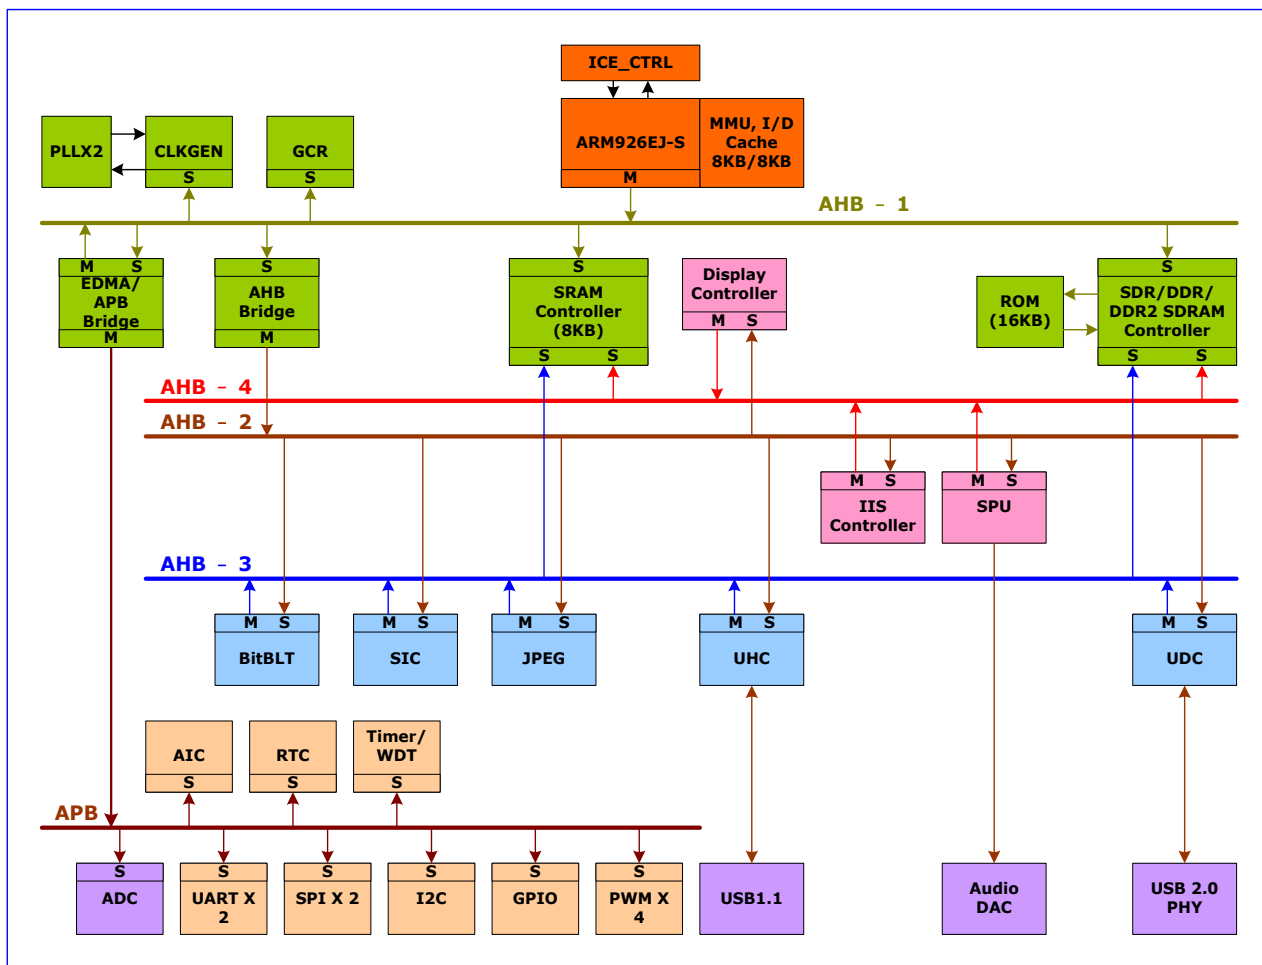 ICE_CTRL
PLLX2
CLKGEN
S
GCR
S
ARM926EJ-S
M
MMU, I/D
Cache
8KB/8KB
AHB - 1
M S
EDMA/
APB
Bridge
M
S
AHB
Bridge
M
S
SRAM
Controller
(8KB)
S S
Display
Controller
M S
ROM
(16KB)
S
SDR/DDR/
DDR2 SDRAM
Controller
S S
AHB - 4
AHB - 2
M S
IIS
Controller
M S
SPU
AHB - 3
M S
BitBLT
M S
SIC
M S
JPEG
M S
UHC
M S
UDC
AIC
S
RTC
S
Timer/
WDT
S
APB
S
ADC
S
UART X
2
S
SPI X 2
S
I2C
S
GPIO
S
PWM X
4
USB1.1
Audio
DAC
USB 2.0
PHY